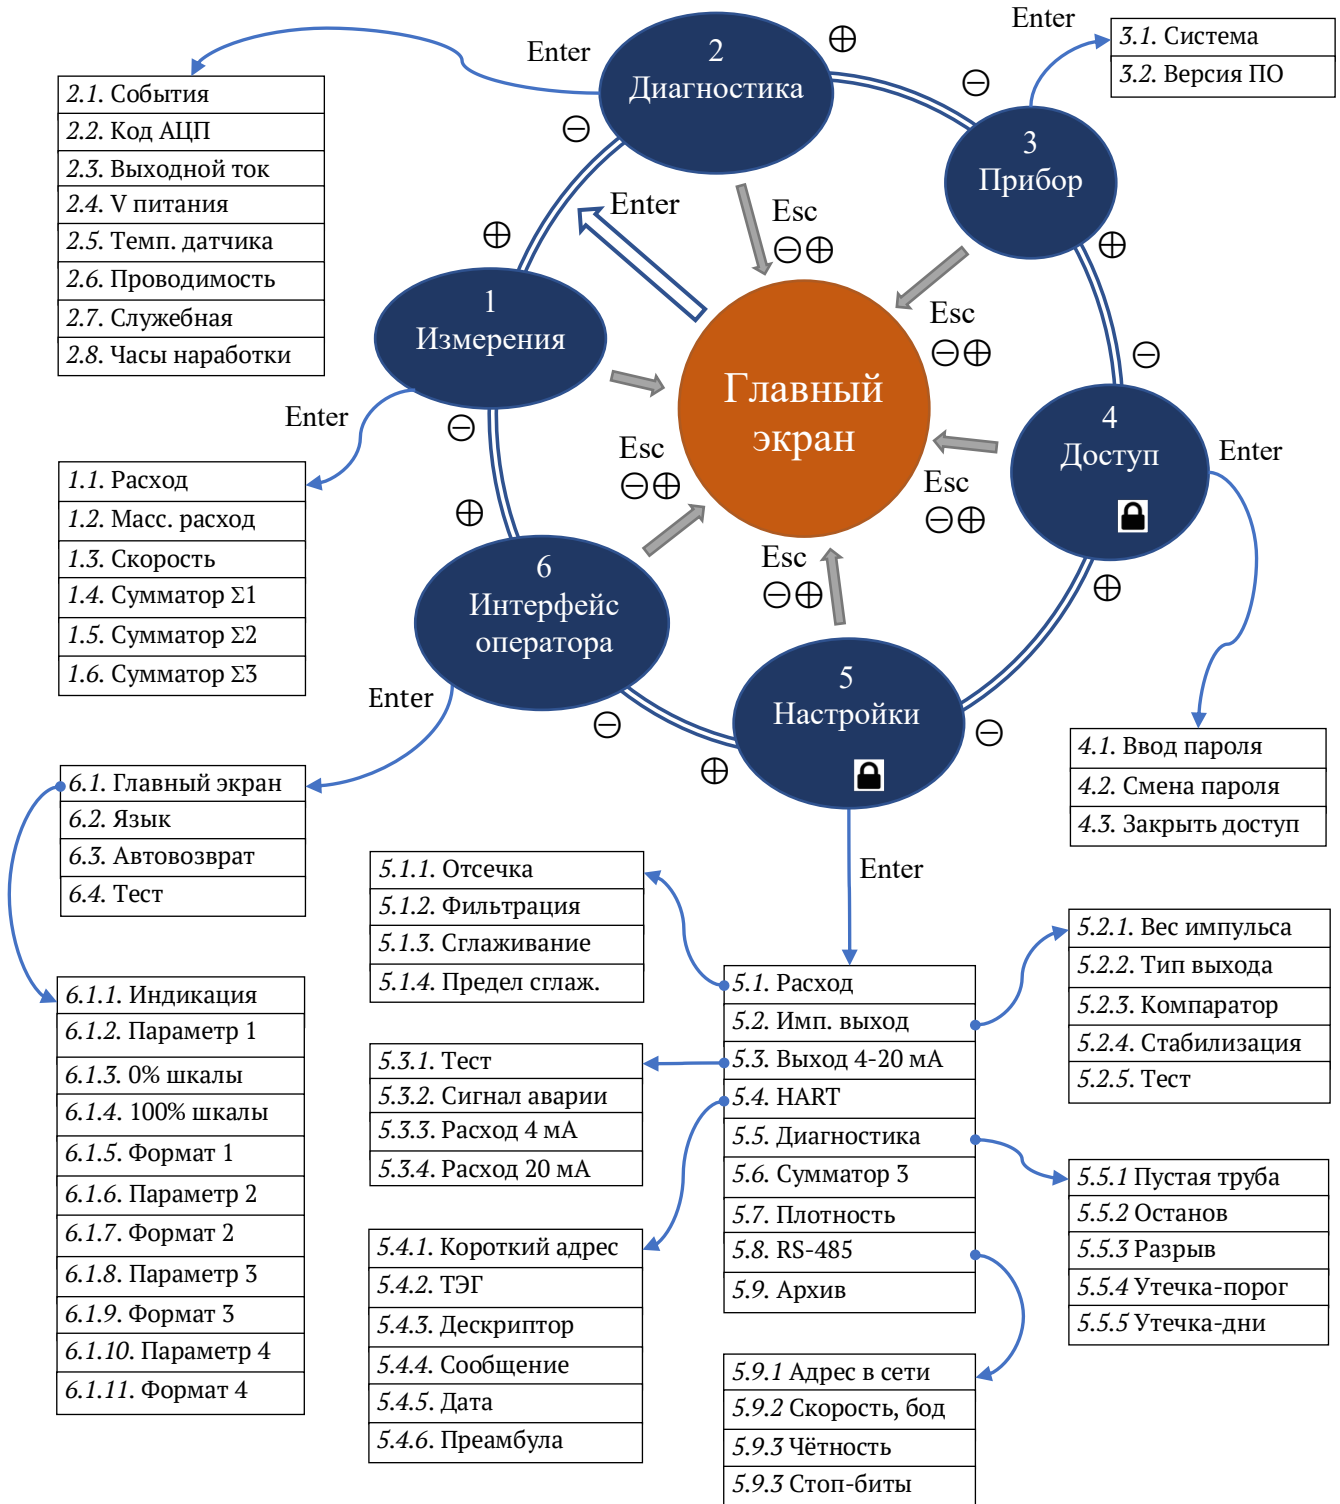 Enter
2
Диагностика
⊕
⊖
Enter
3.1. Система
3.2. Версия ПО
3
Прибор
⊕
⊖
2.1. События
2.2. Код АЦП
2.3. Выходной ток
2.4. V питания
2.5. Темп. датчика
2.6. Проводимость
2.7. Служебная
2.8. Часы наработки
⊖
⊕
Enter
Esc
⊖⊕
Esc
⊖⊕
1
Измерения
Enter
⊖
⊕
Главный
экран
Esc
⊖⊕
Esc
⊖⊕
Esc
⊖⊕
4
Доступ
Enter
⊕
⊖
1.1. Расход
1.2. Масс. расход
1.3. Скорость
1.4. Сумматор Σ1
1.5. Сумматор Σ2
1.6. Сумматор Σ3
6
Интерфейс
оператора
Enter
⊖
⊕
5
Настройки
Enter
4.1. Ввод пароля
4.2. Смена пароля
4.3. Закрыть доступ
6.1. Главный экран
6.2. Язык
6.3. Автовозврат
6.4. Тест
6.1.1. Индикация
6.1.2. Параметр 1
6.1.3. 0% шкалы
6.1.4. 100% шкалы
6.1.5. Формат 1
6.1.6. Параметр 2
6.1.7. Формат 2
6.1.8. Параметр 3
6.1.9. Формат 3
6.1.10. Параметр 4
6.1.11. Формат 4
5.1.1. Отсечка
5.1.2. Фильтрация
5.1.3. Сглаживание
5.1.4. Предел сглаж.
5.3.1. Тест
5.3.2. Сигнал аварии
5.3.3. Расход 4 мА
5.3.4. Расход 20 мА
5.4.1. Короткий адрес
5.4.2. ТЭГ
5.4.3. Дескриптор
5.4.4. Сообщение
5.4.5. Дата
5.4.6. Преамбула
5.1. Расход
5.2. Имп. выход
5.3. Выход 4-20 мА
5.4. HART
5.5. Диагностика
5.6. Сумматор 3
5.7. Плотность
5.8. RS-485
5.9. Архив
5.9.1 Адрес в сети
5.9.2 Скорость, бод
5.9.3 Чётность
5.9.3 Стоп-биты
5.2.1. Вес импульса
5.2.2. Тип выхода
5.2.3. Компаратор
5.2.4. Стабилизация
5.2.5. Тест
5.5.1 Пустая труба
5.5.2 Останов
5.5.3 Разрыв
5.5.4 Утечка-порог
5.5.5 Утечка-дни